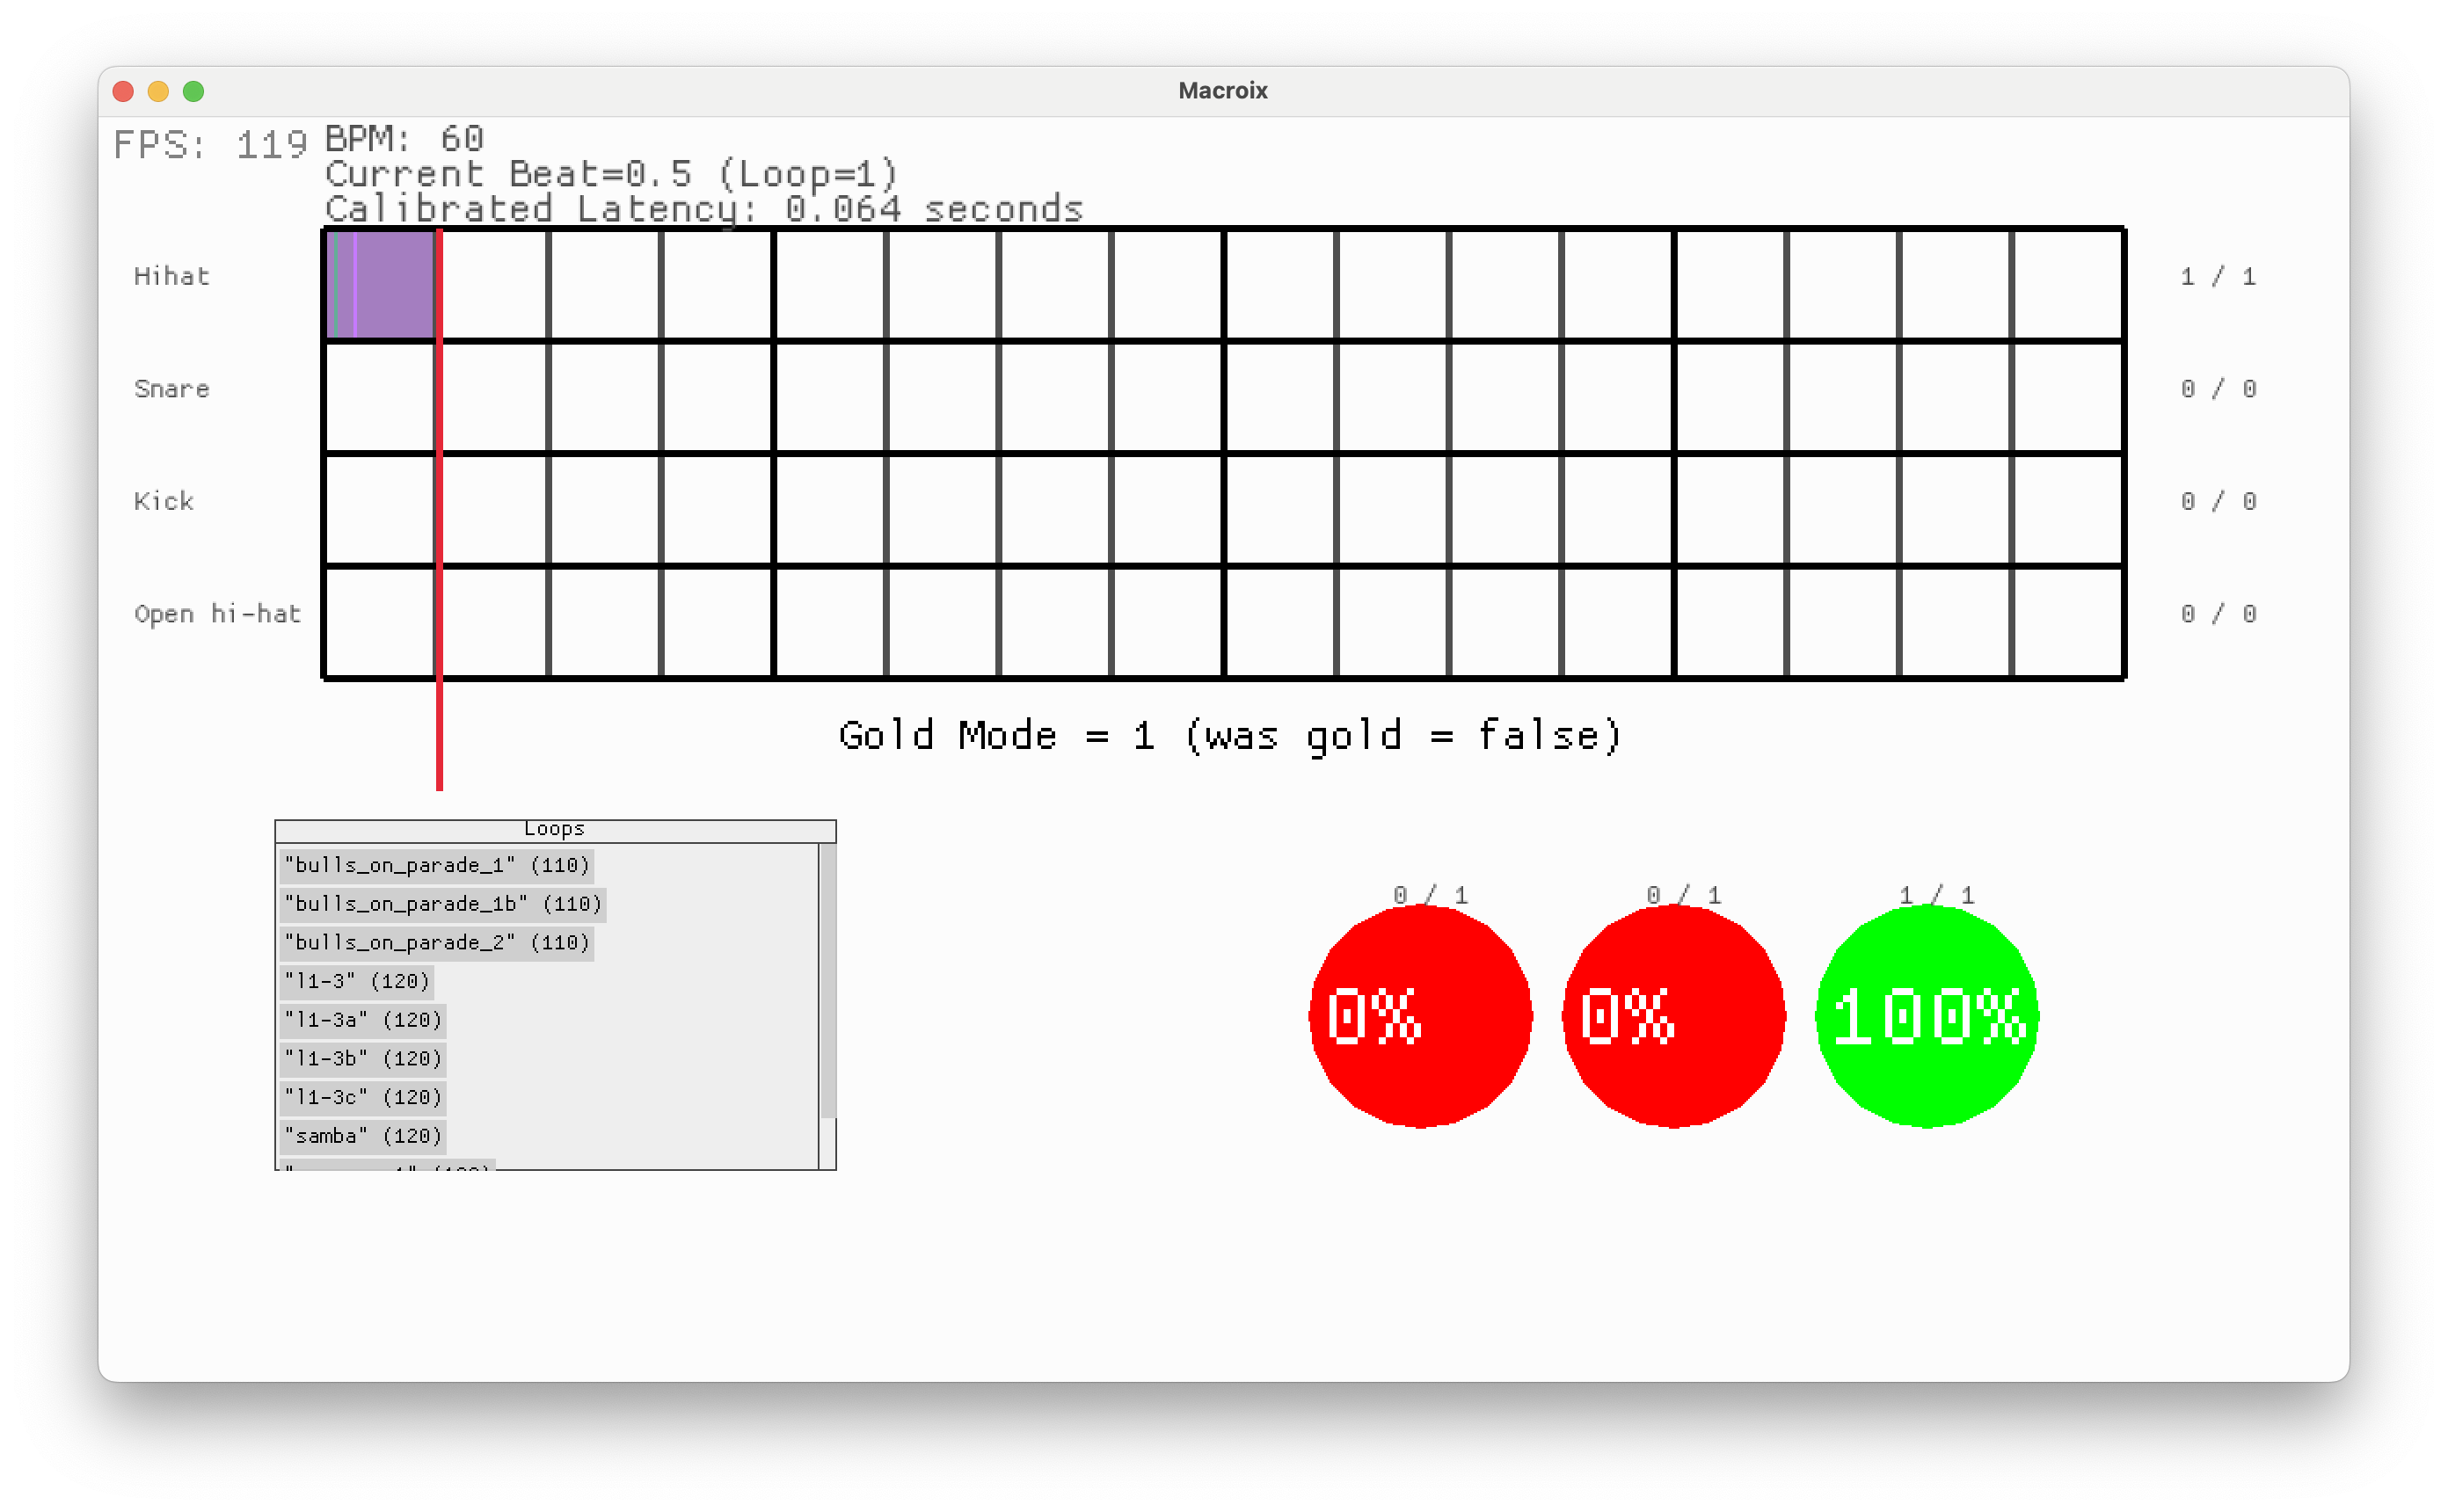 Macroix
FPS: 119
BPM: 60
Current Beat=0.5 (Loop=1)
Calibrated Latency: 0.064 seconds
Hihat
1 / 1
Snare
0 / 0
Kick
0 / 0
Open hi-hat
0 / 0
Gold Mode = 1 (was gold = false)
Loops
"bulls_on_parade_1" (110)
"bulls_on_parade_1b" (110)
"bulls_on_parade_2" (110)
"l1-3" (120)
"l1-3a" (120)
"l1-3b" (120)
"l1-3c" (120)
"samba" (120)
0 / 1
0 / 1
1 / 1
0%
0%
100%